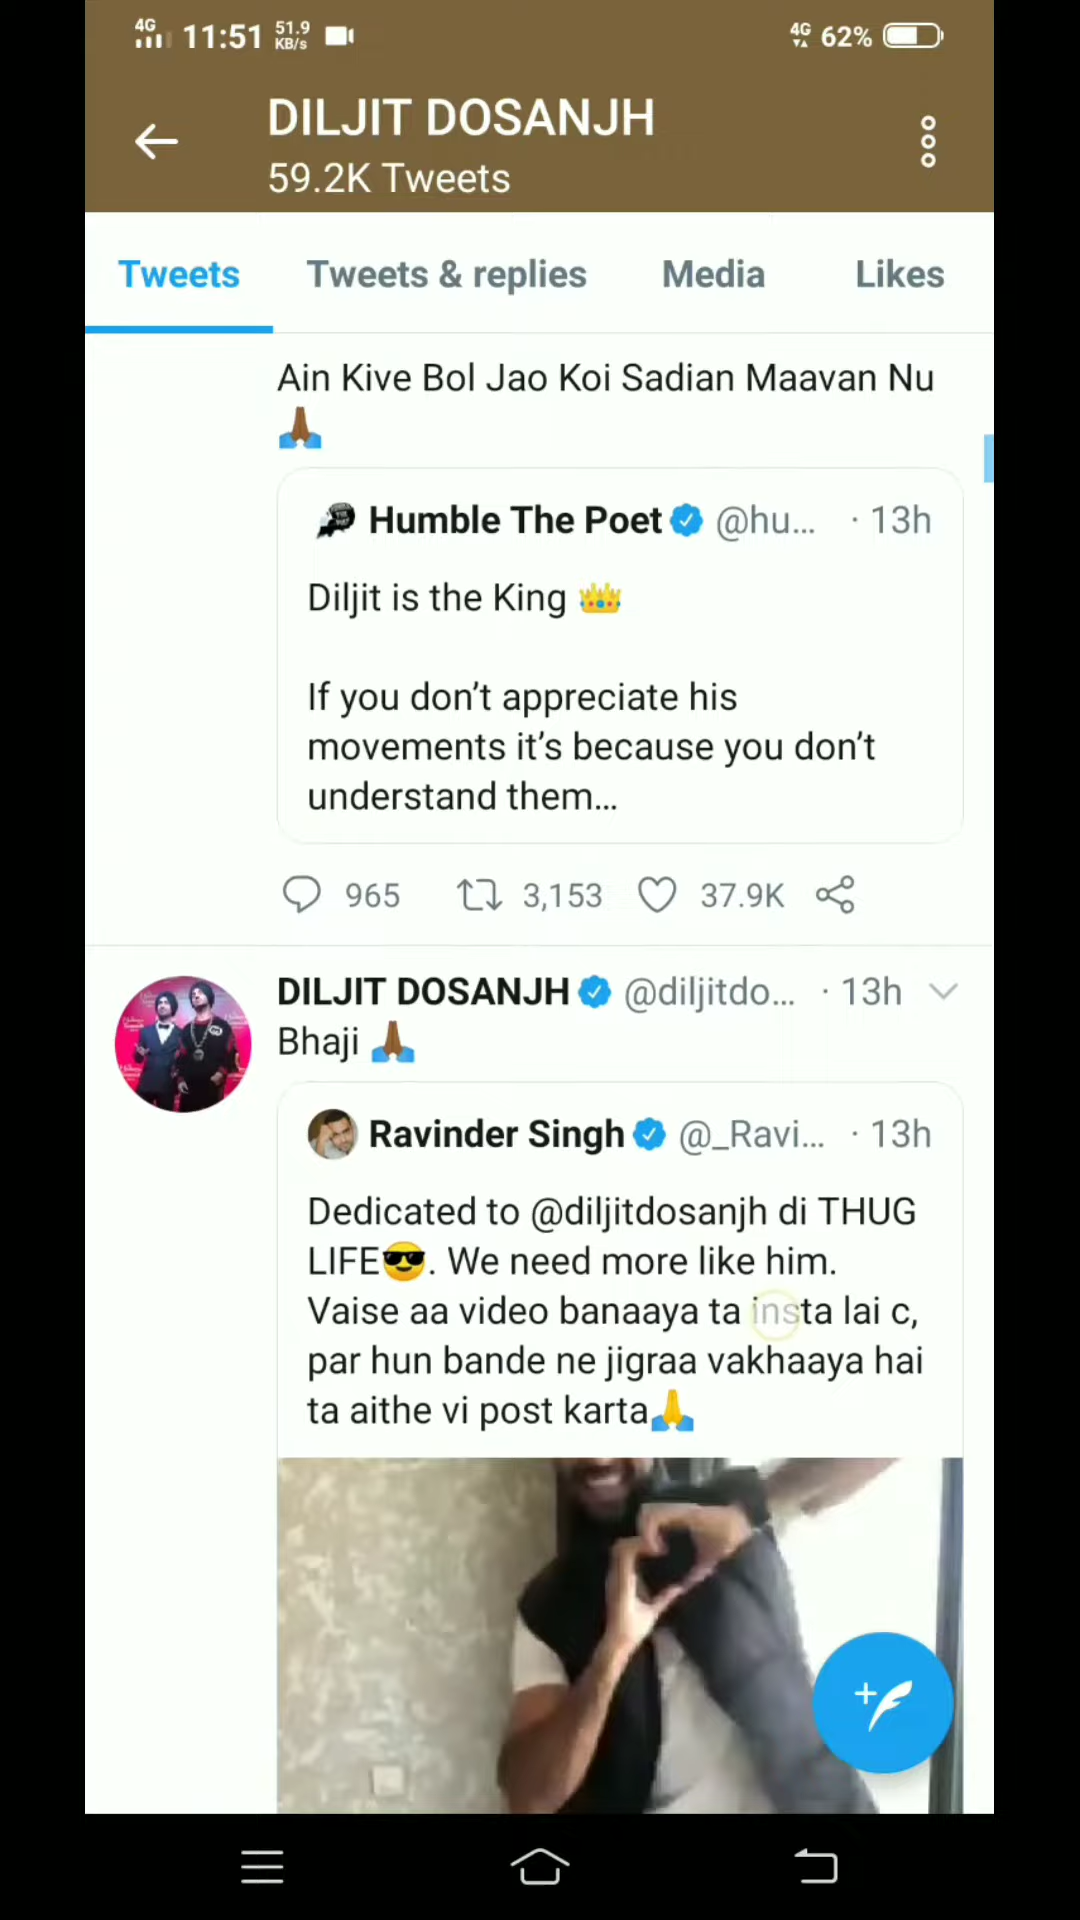 4G 11:51 51.9 KB/s 4G 62%
DILJIT DOSANJH
59.2K Tweets
Tweets Tweets & replies Media Likes
Ain Kive Bol Jao Koi Sadian Maavan Nu
🙏🏾
Humble The Poet @hu... · 13h
Diljit is the King 👑
If you don't appreciate his
movements it's because you don't
understand them...
965 3,153 37.9K
DILJIT DOSANJH @diljitdo... · 13h
Bhaji 🙏🏾
Ravinder Singh @_Ravi... · 13h
Dedicated to @diljitdosanjh di THUG
LIFE😎. We need more like him.
Vaise aa video banaaya ta insta lai c,
par hun bande ne jigraa vakhaaya hai
ta aithe vi post karta🙏